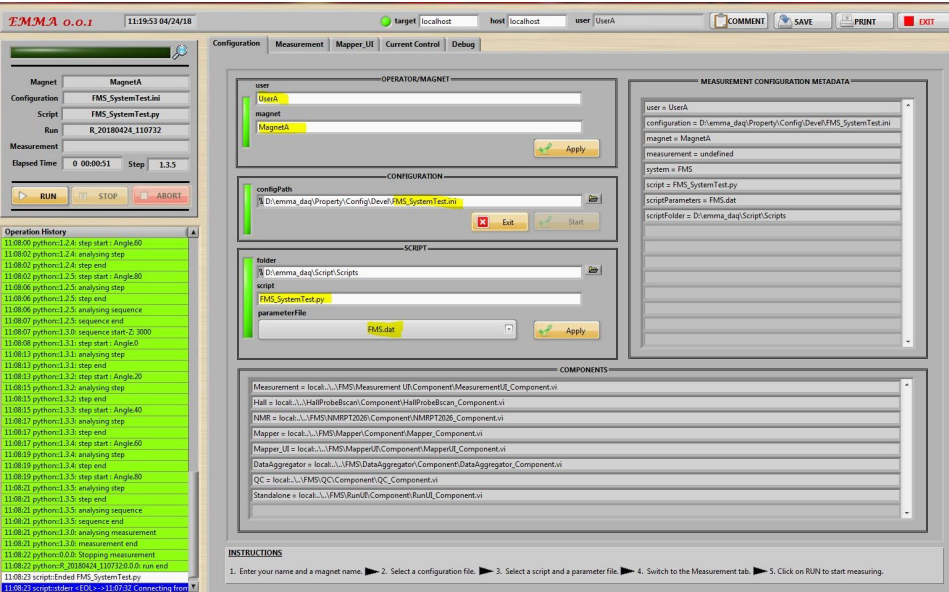 EMMA 0.0.1
11:19:53 04/24/18
target localhost
host localhost
user UserA
COMMENT
SAVE
PRINT
EXIT
Magnet MagnetA
Configuration FMS_SystemTest.ini
Script FMS_SystemTest.py
Run R_20180424_110732
Measurement
Elapsed Time 0 00:00:51 Step 1.3.5
RUN STOP ABORT
Operation History
11:08:00 python::1.2.4: step start : Angle.60
11:08:02 python::1.2.4: analysing step
11:08:02 python::1.2.4: step end
11:08:02 python::1.2.5: step start : Angle.80
11:08:06 python::1.2.5: analysing step
11:08:06 python::1.2.5: step end
11:08:06 python::1.2.5: analysing sequence
11:08:07 python::1.2.5: sequence end
11:08:07 python::1.3.0: sequence start-Z: 3000
11:08:08 python::1.3.1: step start : Angle.0
11:08:13 python::1.3.1: analysing step
11:08:13 python::1.3.1: step end
11:08:13 python::1.3.2: step start : Angle.20
11:08:15 python::1.3.2: analysing step
11:08:15 python::1.3.2: step end
11:08:15 python::1.3.3: step start : Angle.40
11:08:17 python::1.3.3: analysing step
11:08:17 python::1.3.3: step end
11:08:17 python::1.3.4: step start : Angle.60
11:08:19 python::1.3.4: analysing step
11:08:19 python::1.3.4: step end
11:08:19 python::1.3.5: step start : Angle.80
11:08:21 python::1.3.5: analysing step
11:08:21 python::1.3.5: step end
11:08:21 python::1.3.5: analysing sequence
11:08:21 python::1.3.5: sequence end
11:08:21 python::1.3.0: analysing measurement
11:08:21 python::1.3.0: measurement end
11:08:22 python::0.0.0: Stopping measurement
11:08:22 python::R_20180424_110732:0.0.0: run end
11:08:23 script::Ended FMS_SystemTest.py
11:08:23 script::stderr <EOL>->11:07:32 Connecting from
Configuration Measurement Mapper_UI Current Control Debug
OPERATOR/MAGNET
user
UserA
magnet
MagnetA
Apply
CONFIGURATION
configPath
D:\emma_daq\Property\Config\Devel\FMS_SystemTest.ini
Exit Start
SCRIPT
folder
D:\emma_daq\Script\Scripts
script
FMS_SystemTest.py
parameterFile
FMS.dat
Apply
MEASUREMENT CONFIGURATION METADATA
user = UserA
configuration = D:\emma_daq\Property\Config\Devel\FMS_SystemTest.ini
magnet = MagnetA
measurement = undefined
system = FMS
script = FMS_SystemTest.py
scriptParameters = FMS.dat
scriptFolder = D:\emma_daq\Script\Scripts
COMPONENTS
Measurement = local:..\..\FMS\Measurement UI\Component\MeasurementUI_Component.vi
Hall = local:..\..\HallProbeBscan\Component\HallProbeBscan_Component.vi
NMR = local:..\..\FMS\NMRPT2026\Component\NMRPT2026_Component.vi
Mapper = local:..\..\FMS\Mapper\Component\Mapper_Component.vi
Mapper_UI = local:..\..\FMS\MapperUI\Component\MapperUI_Component.vi
DataAggregator = local:..\..\FMS\DataAggregator\Component\DataAggregator_Component.vi
QC = local:..\..\FMS\QC\Component\QC_Component.vi
Standalone = local:..\..\FMS\RunUI\Component\RunUI_Component.vi
INSTRUCTIONS
1. Enter your name and a magnet name. 2. Select a configuration file. 3. Select a script and a parameter file. 4. Switch to the Measurement tab. 5. Click on RUN to start measuring.